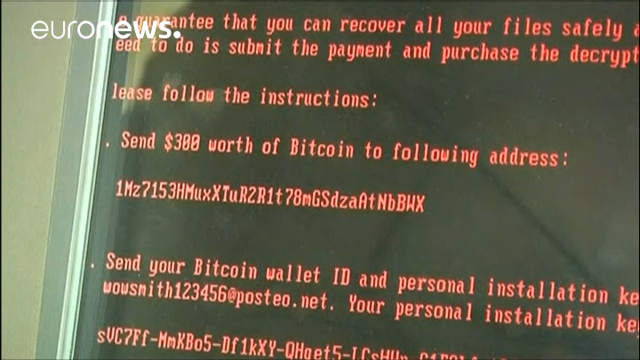 euronews.
guarantee that you can recover all your files safely
eed to do is submit the payment and purchase the decrypt
lease follow the instructions:
. Send $300 worth of Bitcoin to following address:
1Mz7153HMuxXTuR2R1t78mGSdzaAtNbBWX
. Send your Bitcoin wallet ID and personal installation ke
wowsmith123456@posteo.net. Your personal installation ke